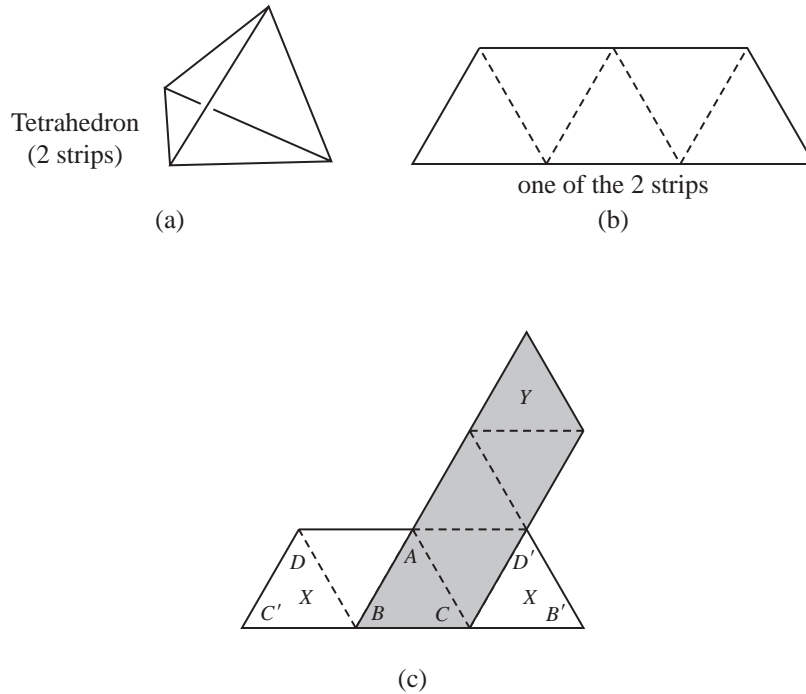 Tetrahedron
(2 strips)
(a)
one of the 2 strips
(b)
Y
D
A
D′
X
X
C′
B
C
B′
(c)